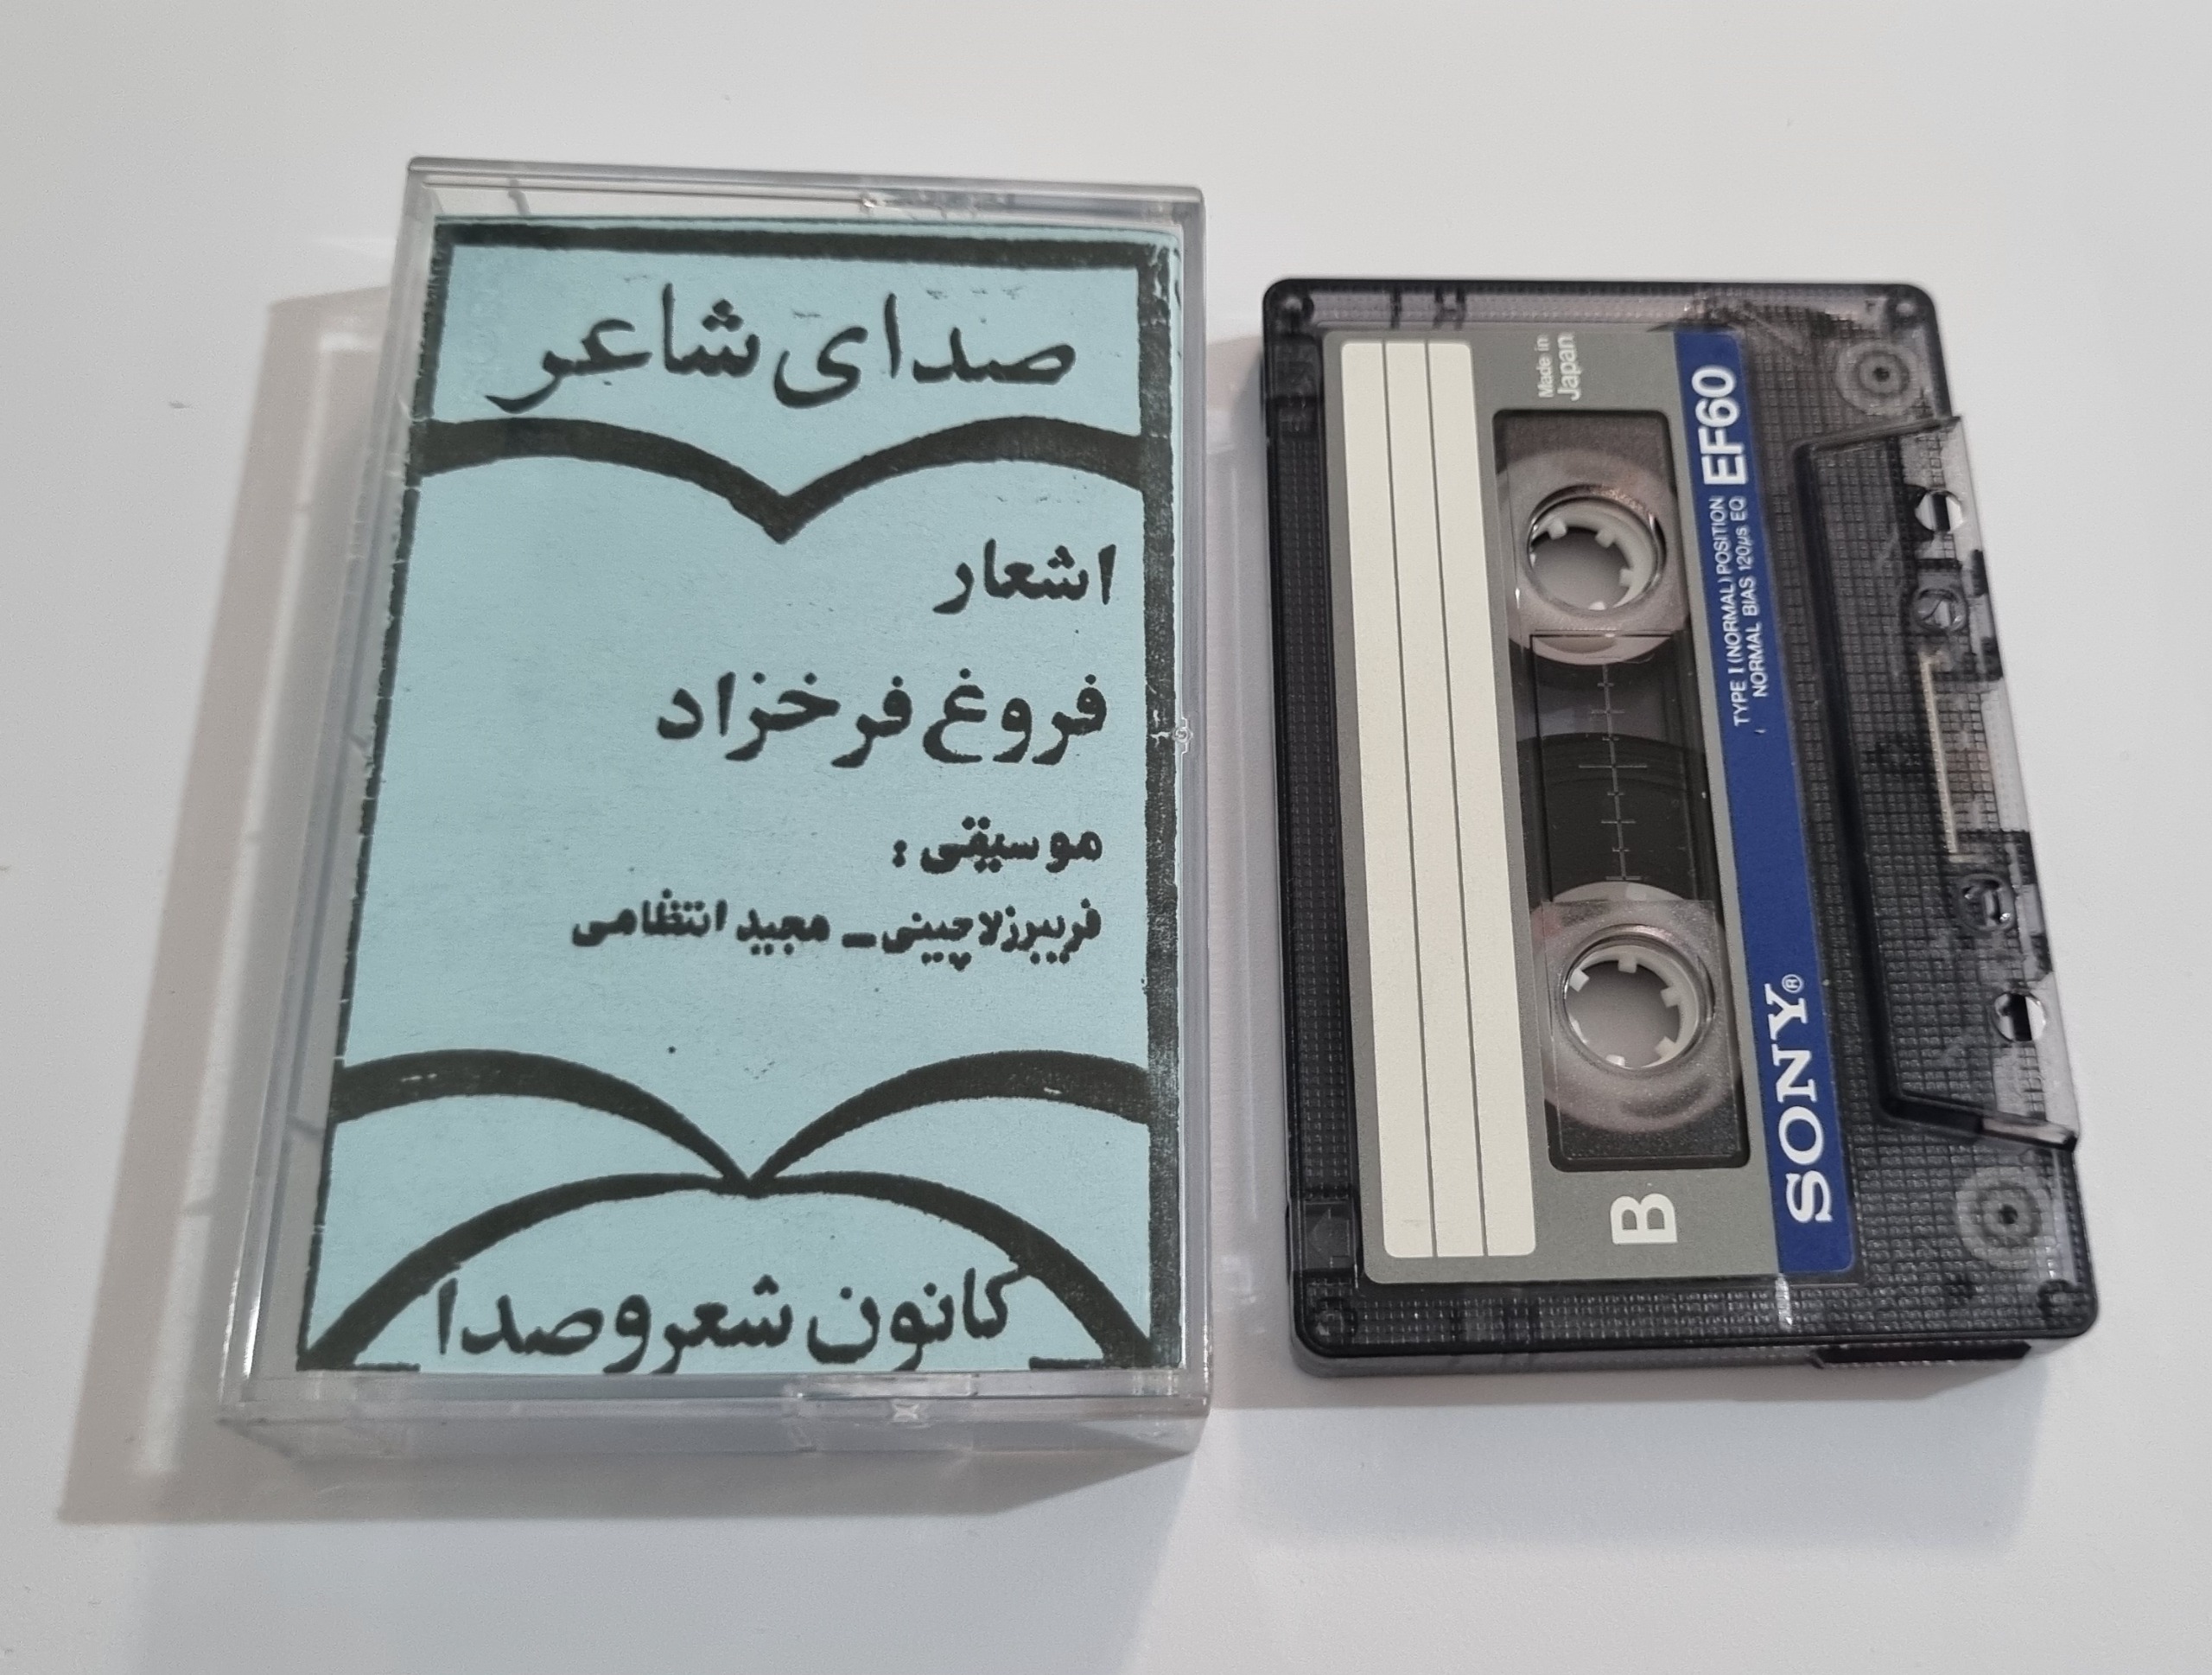 صدای شاعر
اشعار
فروغ فرخزاد
موسیقی :
فریبرز لاچینی _ مجید انتظامی
کانون شعر و صدا
Made in
Japan
EF60
TYPE I (NORMAL) POSITION
NORMAL BIAS 120µs EQ
SONY®
B